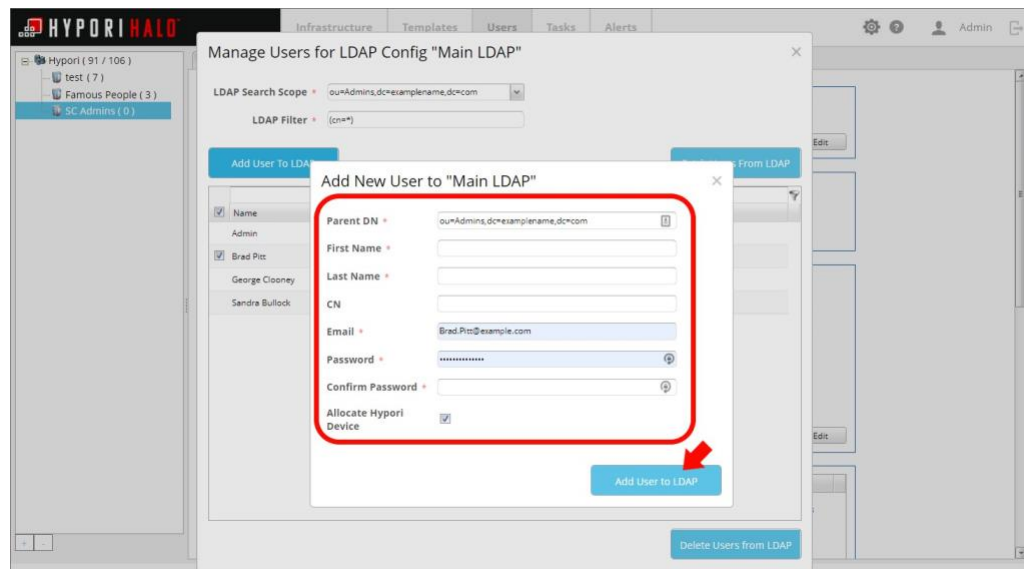 HYPORI HALO
Infrastructure Templates Users Tasks Alerts
Admin
Hypori ( 91 / 106 )
test ( 7 )
Famous People ( 3 )
SC Admins ( 0 )
Manage Users for LDAP Config "Main LDAP"
LDAP Search Scope * ou=Admins,dc=examplename,dc=com
LDAP Filter * (cn=*)
Edit
Add User To LDA
s From LDAP
Add New User to "Main LDAP"
Name
Admin
Brad Pitt
George Clooney
Sandra Bullock
Parent DN * ou=Admins,dc=examplename,dc=com
First Name *
Last Name *
CN
Email * Brad.Pitt@example.com
Password * ••••••••••••••
Confirm Password *
Allocate Hypori
Device
Edit
Add User to LDAP
+ -
Delete Users from LDAP